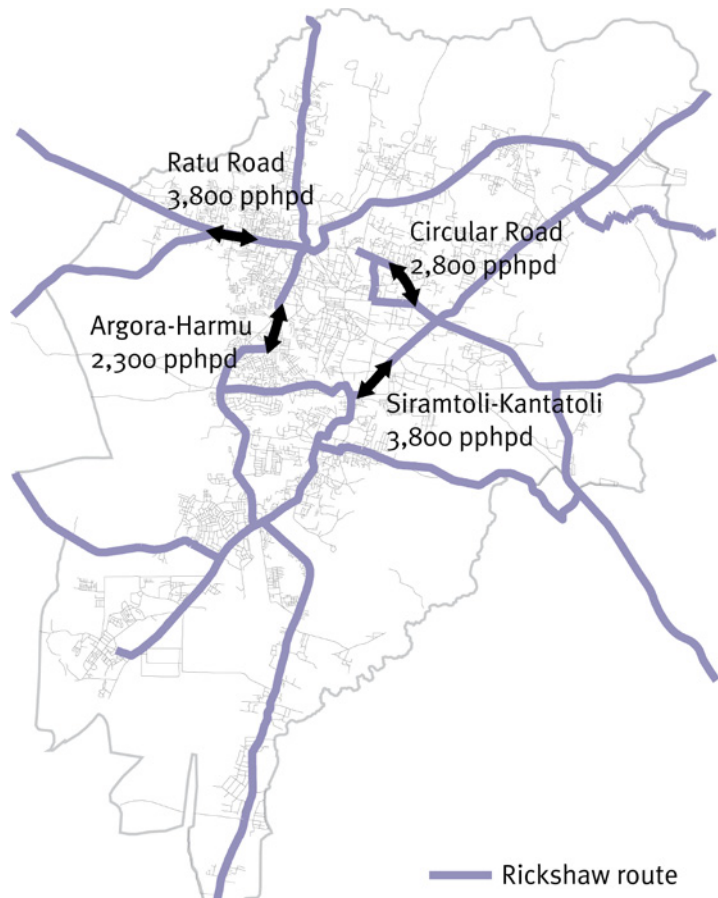 Ratu Road
3,800 pphpd
Circular Road
2,800 pphpd
Argora-Harmu
2,300 pphpd
Siramtoli-Kantatoli
3,800 pphpd
Rickshaw route